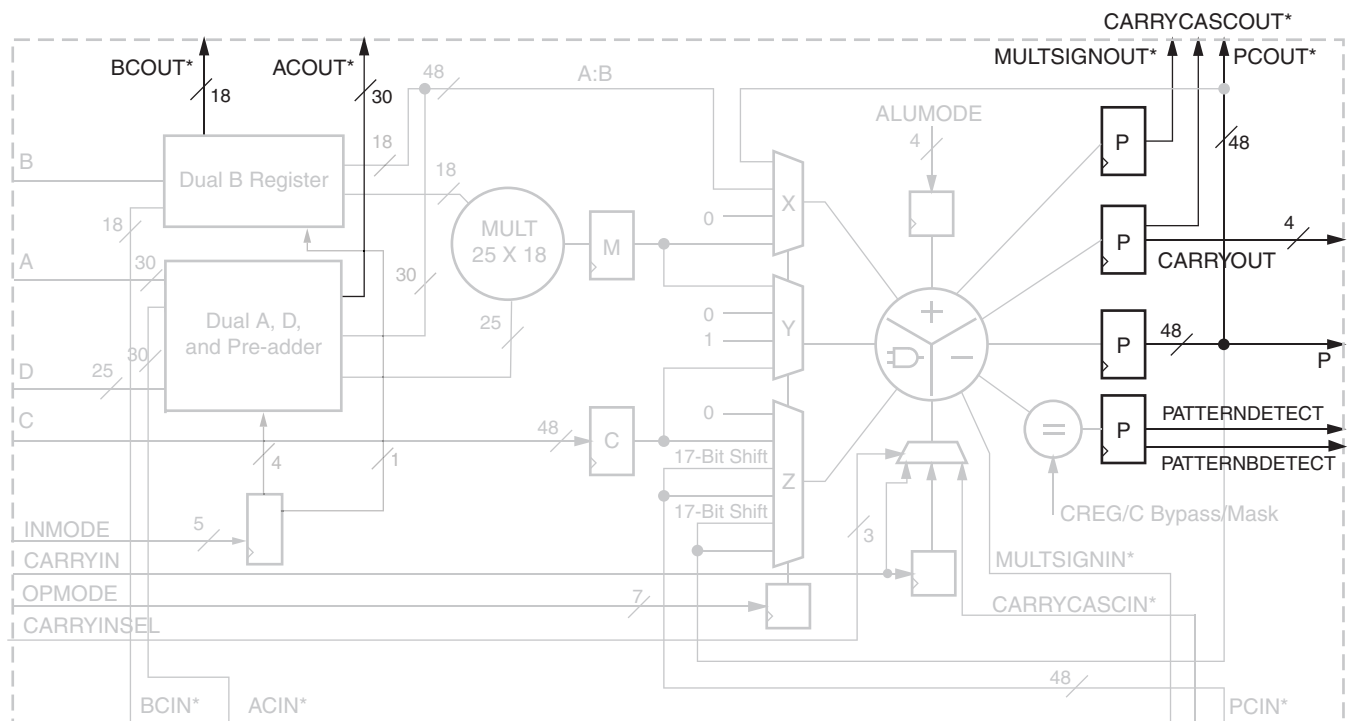 CARRYCASCOUT*
BCOUT*
ACOUT*
MULTSIGNOUT*
PCOUT*
48
A:B
18
30
ALUMODE
18
4
P
48
B
Dual B Register
18
X
MULT
25 X 18
0
18
M
P
4
CARRYOUT
A
30
30
Dual A, D,
and Pre-adder
25
0
Y
1
P
48
P
30
D
25
C
48
C
0
P
PATTERNDETECT
PATTERNBDETECT
4
1
17-Bit Shift
Z
17-Bit Shift
CREG/C Bypass/Mask
INMODE
5
3
CARRYIN
MULTSIGNIN*
OPMODE
7
CARRYCASCIN*
CARRYINSEL
48
BCIN*
ACIN*
PCIN*